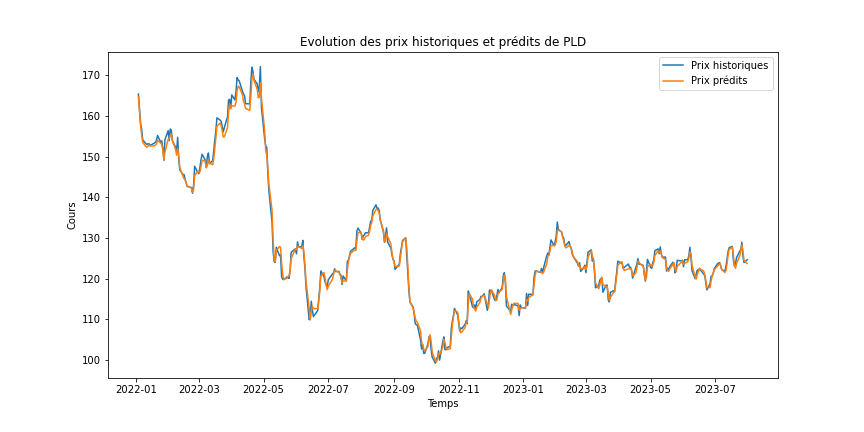 Evolution des prix historiques et prédits de PLD
Prix historiques
Prix prédits
Cours
170
160
150
140
130
120
110
100
2022-01 2022-03 2022-05 2022-07 2022-09 2022-11 2023-01 2023-03 2023-05 2023-07
Temps